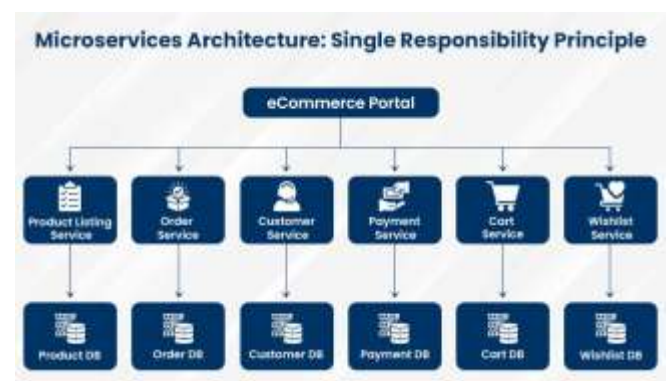 Microservices Architecture: Single Responsibility Principle
eCommerce Portal
Product Listing
Service
Order
Service
Customer
Service
Payment
Service
Cart
Service
Wishlist
Service
Product DB
Order DB
Customer DB
Payment DB
Cart DB
Wishlist DB